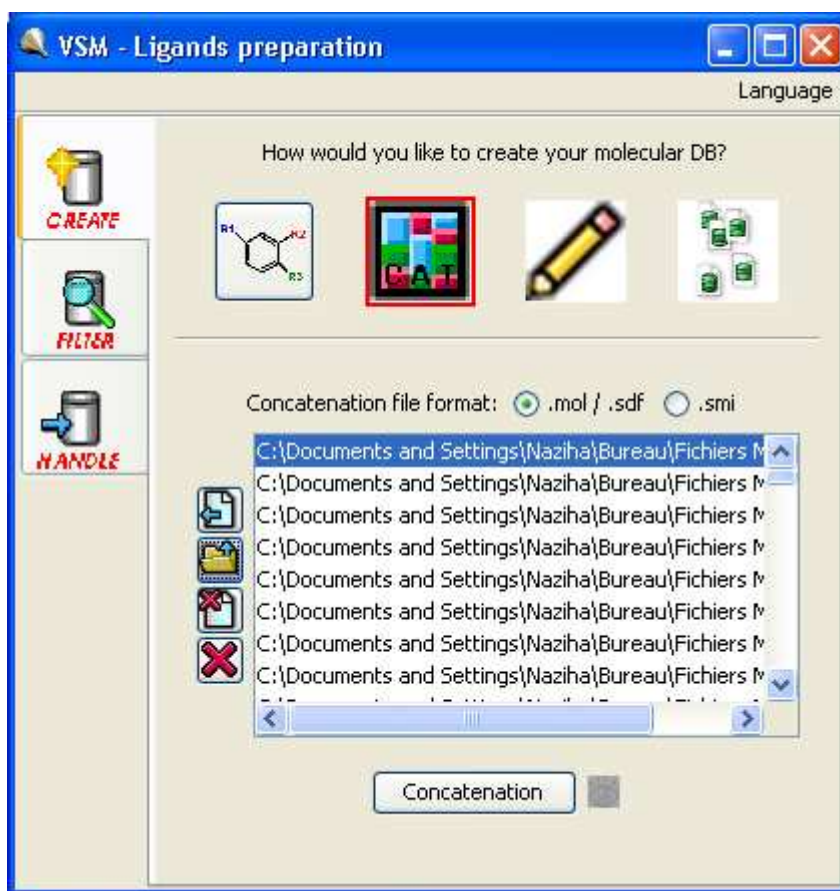 VSM - Ligands preparation
Language
How would you like to create your molecular DB?
CREATE
R1 R2
R3
CAT
FILTER
HANDLE
Concatenation file format: .mol / .sdf .smi
C:\Documents and Settings\Naziha\Bureau\Fichiers M
C:\Documents and Settings\Naziha\Bureau\Fichiers M
C:\Documents and Settings\Naziha\Bureau\Fichiers M
C:\Documents and Settings\Naziha\Bureau\Fichiers M
C:\Documents and Settings\Naziha\Bureau\Fichiers M
C:\Documents and Settings\Naziha\Bureau\Fichiers M
C:\Documents and Settings\Naziha\Bureau\Fichiers M
C:\Documents and Settings\Naziha\Bureau\Fichiers M
Concatenation